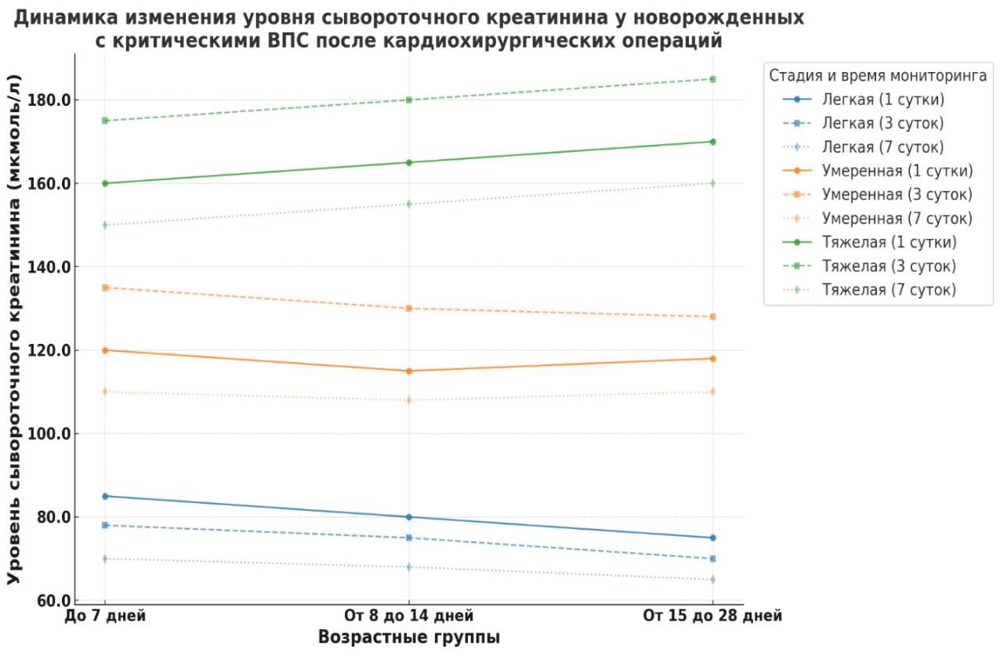 Динамика изменения уровня сывороточного креатинина у новорожденных
с критическими ВПС после кардиохирургических операций
Уровень сывороточного креатинина (мкмоль/л)
180.0
160.0
140.0
120.0
100.0
80.0
60.0
До 7 дней
От 8 до 14 дней
От 15 до 28 дней
Возрастные группы
Стадия и время мониторинга
Легкая (1 сутки)
Легкая (3 суток)
Легкая (7 суток)
Умеренная (1 сутки)
Умеренная (3 суток)
Умеренная (7 суток)
Тяжелая (1 сутки)
Тяжелая (3 суток)
Тяжелая (7 суток)